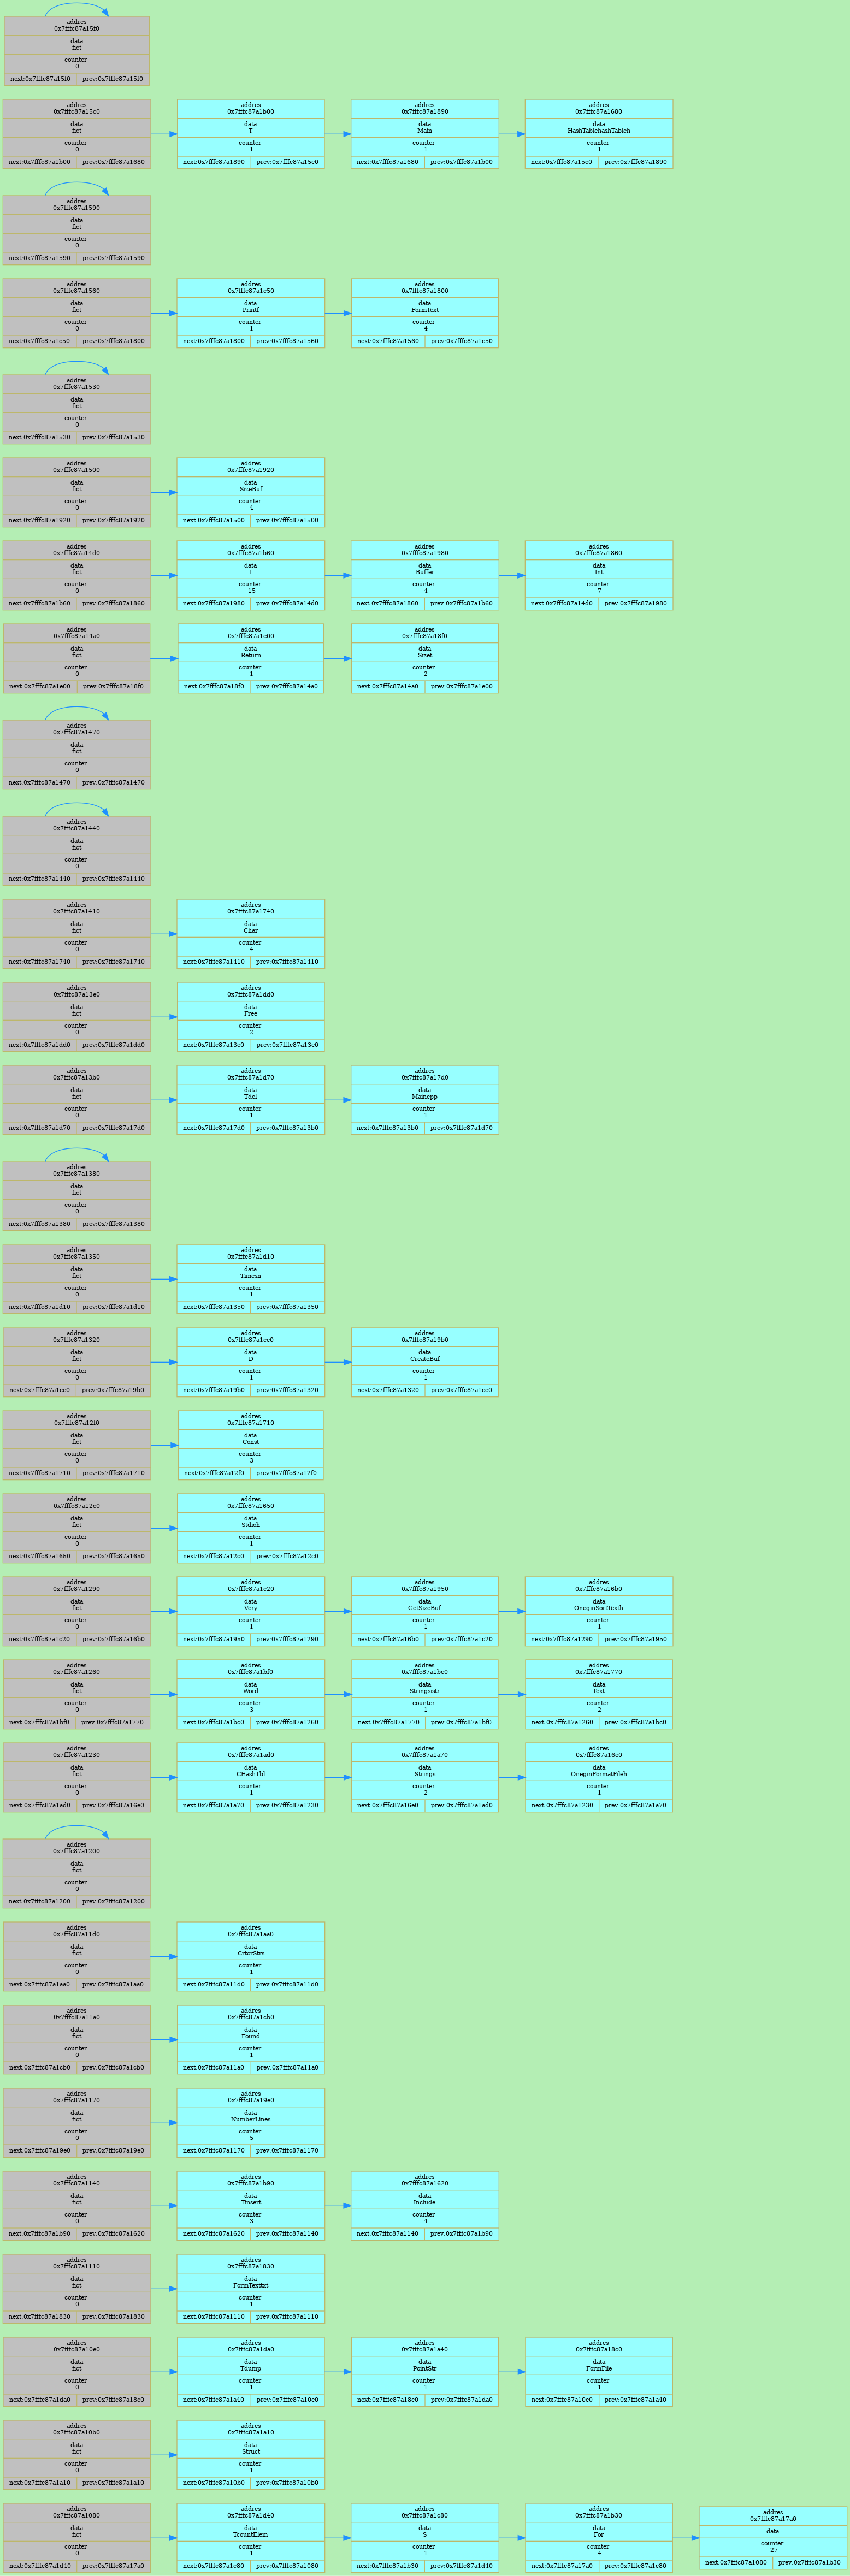 addres
0x7fffc87a15f0
data
fict
counter
0
next:0x7fffc87a15f0 prev:0x7fffc87a15f0
addres
0x7fffc87a15c0
data
fict
counter
0
next:0x7fffc87a1b00 prev:0x7fffc87a1680
addres
0x7fffc87a1b00
data
T
counter
1
next:0x7fffc87a1890 prev:0x7fffc87a15c0
addres
0x7fffc87a1890
data
Main
counter
1
next:0x7fffc87a1680 prev:0x7fffc87a1b00
addres
0x7fffc87a1680
data
HashTablehashTableh
counter
1
next:0x7fffc87a15c0 prev:0x7fffc87a1890
addres
0x7fffc87a1590
data
fict
counter
0
next:0x7fffc87a1590 prev:0x7fffc87a1590
addres
0x7fffc87a1560
data
fict
counter
0
next:0x7fffc87a1c50 prev:0x7fffc87a1800
addres
0x7fffc87a1c50
data
Printf
counter
1
next:0x7fffc87a1800 prev:0x7fffc87a1560
addres
0x7fffc87a1800
data
FormText
counter
4
next:0x7fffc87a1560 prev:0x7fffc87a1c50
addres
0x7fffc87a1530
data
fict
counter
0
next:0x7fffc87a1530 prev:0x7fffc87a1530
addres
0x7fffc87a1500
data
fict
counter
0
next:0x7fffc87a1920 prev:0x7fffc87a1920
addres
0x7fffc87a1920
data
SizeBuf
counter
4
next:0x7fffc87a1500 prev:0x7fffc87a1500
addres
0x7fffc87a14d0
data
fict
counter
0
next:0x7fffc87a1b60 prev:0x7fffc87a1860
addres
0x7fffc87a1b60
data
I
counter
15
next:0x7fffc87a1980 prev:0x7fffc87a14d0
addres
0x7fffc87a1980
data
Buffer
counter
4
next:0x7fffc87a1860 prev:0x7fffc87a1b60
addres
0x7fffc87a1860
data
Int
counter
7
next:0x7fffc87a14d0 prev:0x7fffc87a1980
addres
0x7fffc87a14a0
data
fict
counter
0
next:0x7fffc87a1e00 prev:0x7fffc87a18f0
addres
0x7fffc87a1e00
data
Return
counter
1
next:0x7fffc87a18f0 prev:0x7fffc87a14a0
addres
0x7fffc87a18f0
data
Sizet
counter
2
next:0x7fffc87a14a0 prev:0x7fffc87a1e00
addres
0x7fffc87a1470
data
fict
counter
0
next:0x7fffc87a1470 prev:0x7fffc87a1470
addres
0x7fffc87a1440
data
fict
counter
0
next:0x7fffc87a1440 prev:0x7fffc87a1440
addres
0x7fffc87a1410
data
fict
counter
0
next:0x7fffc87a1740 prev:0x7fffc87a1740
addres
0x7fffc87a1740
data
Char
counter
4
next:0x7fffc87a1410 prev:0x7fffc87a1410
addres
0x7fffc87a13e0
data
fict
counter
0
next:0x7fffc87a1dd0 prev:0x7fffc87a1dd0
addres
0x7fffc87a1dd0
data
Free
counter
2
next:0x7fffc87a13e0 prev:0x7fffc87a13e0
addres
0x7fffc87a13b0
data
fict
counter
0
next:0x7fffc87a1d70 prev:0x7fffc87a17d0
addres
0x7fffc87a1d70
data
Tdel
counter
1
next:0x7fffc87a17d0 prev:0x7fffc87a13b0
addres
0x7fffc87a17d0
data
Maincpp
counter
1
next:0x7fffc87a13b0 prev:0x7fffc87a1d70
addres
0x7fffc87a1380
data
fict
counter
0
next:0x7fffc87a1380 prev:0x7fffc87a1380
addres
0x7fffc87a1350
data
fict
counter
0
next:0x7fffc87a1d10 prev:0x7fffc87a1d10
addres
0x7fffc87a1d10
data
Timesn
counter
1
next:0x7fffc87a1350 prev:0x7fffc87a1350
addres
0x7fffc87a1320
data
fict
counter
0
next:0x7fffc87a1ce0 prev:0x7fffc87a19b0
addres
0x7fffc87a1ce0
data
D
counter
1
next:0x7fffc87a19b0 prev:0x7fffc87a1320
addres
0x7fffc87a19b0
data
CreateBuf
counter
1
next:0x7fffc87a1320 prev:0x7fffc87a1ce0
addres
0x7fffc87a12f0
data
fict
counter
0
next:0x7fffc87a1710 prev:0x7fffc87a1710
addres
0x7fffc87a1710
data
Const
counter
3
next:0x7fffc87a12f0 prev:0x7fffc87a12f0
addres
0x7fffc87a12c0
data
fict
counter
0
next:0x7fffc87a1650 prev:0x7fffc87a1650
addres
0x7fffc87a1650
data
Stdioh
counter
1
next:0x7fffc87a12c0 prev:0x7fffc87a12c0
addres
0x7fffc87a1290
data
fict
counter
0
next:0x7fffc87a1c20 prev:0x7fffc87a16b0
addres
0x7fffc87a1c20
data
Very
counter
1
next:0x7fffc87a1950 prev:0x7fffc87a1290
addres
0x7fffc87a1950
data
GetSizeBuf
counter
1
next:0x7fffc87a16b0 prev:0x7fffc87a1c20
addres
0x7fffc87a16b0
data
OneginSortTexth
counter
1
next:0x7fffc87a1290 prev:0x7fffc87a1950
addres
0x7fffc87a1260
data
fict
counter
0
next:0x7fffc87a1bf0 prev:0x7fffc87a1770
addres
0x7fffc87a1bf0
data
Word
counter
3
next:0x7fffc87a1bc0 prev:0x7fffc87a1260
addres
0x7fffc87a1bc0
data
Stringsistr
counter
1
next:0x7fffc87a1770 prev:0x7fffc87a1bf0
addres
0x7fffc87a1770
data
Text
counter
2
next:0x7fffc87a1260 prev:0x7fffc87a1bc0
addres
0x7fffc87a1230
data
fict
counter
0
next:0x7fffc87a1ad0 prev:0x7fffc87a16e0
addres
0x7fffc87a1ad0
data
CHashTbl
counter
1
next:0x7fffc87a1a70 prev:0x7fffc87a1230
addres
0x7fffc87a1a70
data
Strings
counter
2
next:0x7fffc87a16e0 prev:0x7fffc87a1ad0
addres
0x7fffc87a16e0
data
OneginFormatFileh
counter
1
next:0x7fffc87a1230 prev:0x7fffc87a1a70
addres
0x7fffc87a1200
data
fict
counter
0
next:0x7fffc87a1200 prev:0x7fffc87a1200
addres
0x7fffc87a11d0
data
fict
counter
0
next:0x7fffc87a1aa0 prev:0x7fffc87a1aa0
addres
0x7fffc87a1aa0
data
CrtorStrs
counter
1
next:0x7fffc87a11d0 prev:0x7fffc87a11d0
addres
0x7fffc87a11a0
data
fict
counter
0
next:0x7fffc87a1cb0 prev:0x7fffc87a1cb0
addres
0x7fffc87a1cb0
data
Found
counter
1
next:0x7fffc87a11a0 prev:0x7fffc87a11a0
addres
0x7fffc87a1170
data
fict
counter
0
next:0x7fffc87a19e0 prev:0x7fffc87a19e0
addres
0x7fffc87a19e0
data
NumberLines
counter
5
next:0x7fffc87a1170 prev:0x7fffc87a1170
addres
0x7fffc87a1140
data
fict
counter
0
next:0x7fffc87a1b90 prev:0x7fffc87a1620
addres
0x7fffc87a1b90
data
Tinsert
counter
3
next:0x7fffc87a1620 prev:0x7fffc87a1140
addres
0x7fffc87a1620
data
Include
counter
4
next:0x7fffc87a1140 prev:0x7fffc87a1b90
addres
0x7fffc87a1110
data
fict
counter
0
next:0x7fffc87a1830 prev:0x7fffc87a1830
addres
0x7fffc87a1830
data
FormTexttxt
counter
1
next:0x7fffc87a1110 prev:0x7fffc87a1110
addres
0x7fffc87a10e0
data
fict
counter
0
next:0x7fffc87a1da0 prev:0x7fffc87a18c0
addres
0x7fffc87a1da0
data
Tdump
counter
1
next:0x7fffc87a1a40 prev:0x7fffc87a10e0
addres
0x7fffc87a1a40
data
PointStr
counter
1
next:0x7fffc87a18c0 prev:0x7fffc87a1da0
addres
0x7fffc87a18c0
data
FormFile
counter
1
next:0x7fffc87a10e0 prev:0x7fffc87a1a40
addres
0x7fffc87a10b0
data
fict
counter
0
next:0x7fffc87a1a10 prev:0x7fffc87a1a10
addres
0x7fffc87a1a10
data
Struct
counter
1
next:0x7fffc87a10b0 prev:0x7fffc87a10b0
addres
0x7fffc87a1080
data
fict
counter
0
next:0x7fffc87a1d40 prev:0x7fffc87a17a0
addres
0x7fffc87a1d40
data
TcountElem
counter
1
next:0x7fffc87a1c80 prev:0x7fffc87a1080
addres
0x7fffc87a1c80
data
S
counter
1
next:0x7fffc87a1b30 prev:0x7fffc87a1d40
addres
0x7fffc87a1b30
data
For
counter
4
next:0x7fffc87a17a0 prev:0x7fffc87a1c80
addres
0x7fffc87a17a0
data
counter
27
next:0x7fffc87a1080 prev:0x7fffc87a1b30